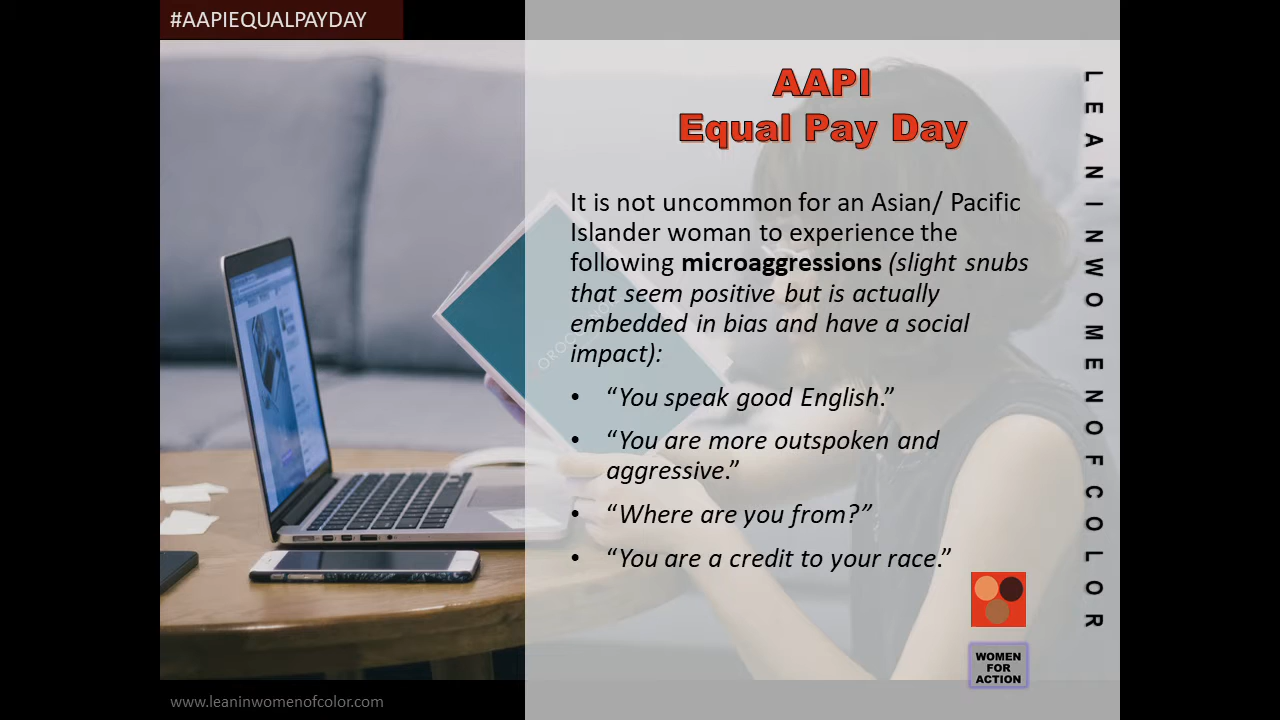 #AAPIEQUALPAYDAY
AAPI
Equal Pay Day
It is not uncommon for an Asian/ Pacific
Islander woman to experience the
following microaggressions (slight snubs
that seem positive but is actually
embedded in bias and have a social
impact):
• “You speak good English.”
• “You are more outspoken and
aggressive.”
• “Where are you from?”
• “You are a credit to your race.”
LEANINWOMENOFCOLOR
WOMEN
FOR
ACTION
www.leaninwomenofcolor.com